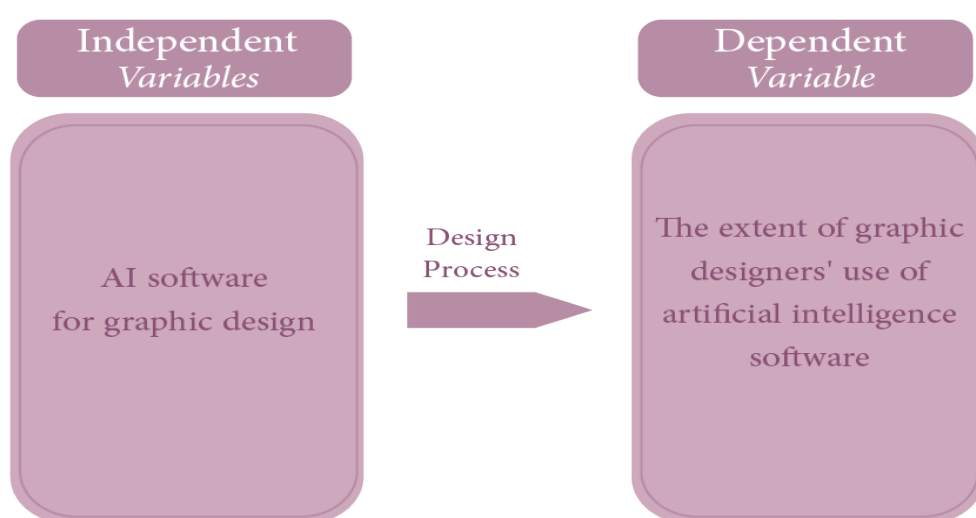 Independent
Variables
Dependent
Variable
AI software
for graphic design
Design
Process
The extent of graphic
designers' use of
artificial intelligence
software